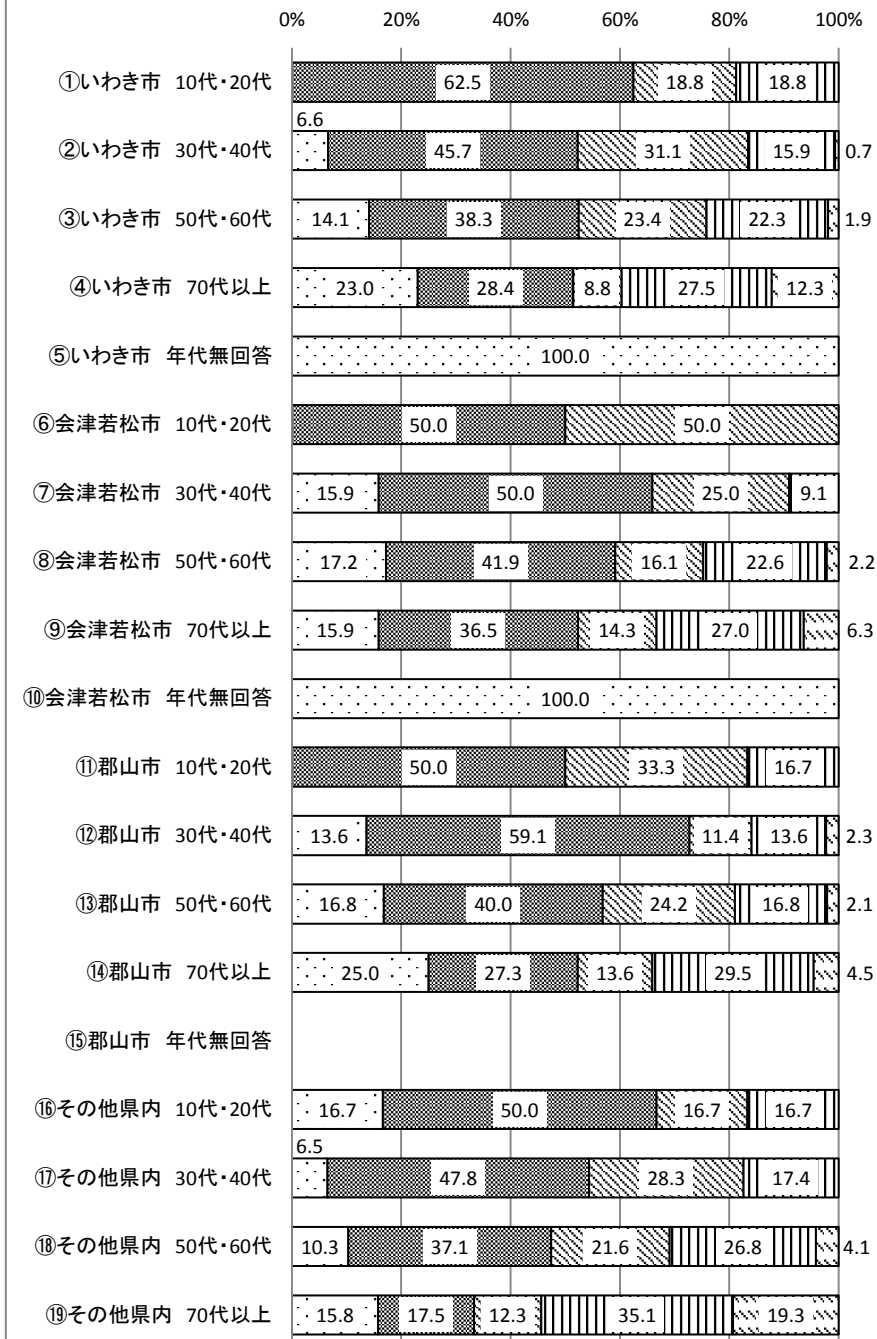 0% 20% 40% 60% 80% 100%
①いわき市 10代・20代 62.5 18.8 18.8
6.6
②いわき市 30代・40代 45.7 31.1 15.9 0.7
③いわき市 50代・60代 14.1 38.3 23.4 22.3 1.9
④いわき市 70代以上 23.0 28.4 8.8 27.5 12.3
⑤いわき市 年代無回答 100.0
⑥会津若松市 10代・20代 50.0 50.0
⑦会津若松市 30代・40代 15.9 50.0 25.0 9.1
⑧会津若松市 50代・60代 17.2 41.9 16.1 22.6 2.2
⑨会津若松市 70代以上 15.9 36.5 14.3 27.0 6.3
⑩会津若松市 年代無回答 100.0
⑪郡山市 10代・20代 50.0 33.3 16.7
⑫郡山市 30代・40代 13.6 59.1 11.4 13.6 2.3
⑬郡山市 50代・60代 16.8 40.0 24.2 16.8 2.1
⑭郡山市 70代以上 25.0 27.3 13.6 29.5 4.5
⑮郡山市 年代無回答
⑯その他県内 10代・20代 16.7 50.0 16.7 16.7
6.5
⑰その他県内 30代・40代 47.8 28.3 17.4
⑱その他県内 50代・60代 10.3 37.1 21.6 26.8 4.1
⑲その他県内 70代以上 15.8 17.5 12.3 35.1 19.3